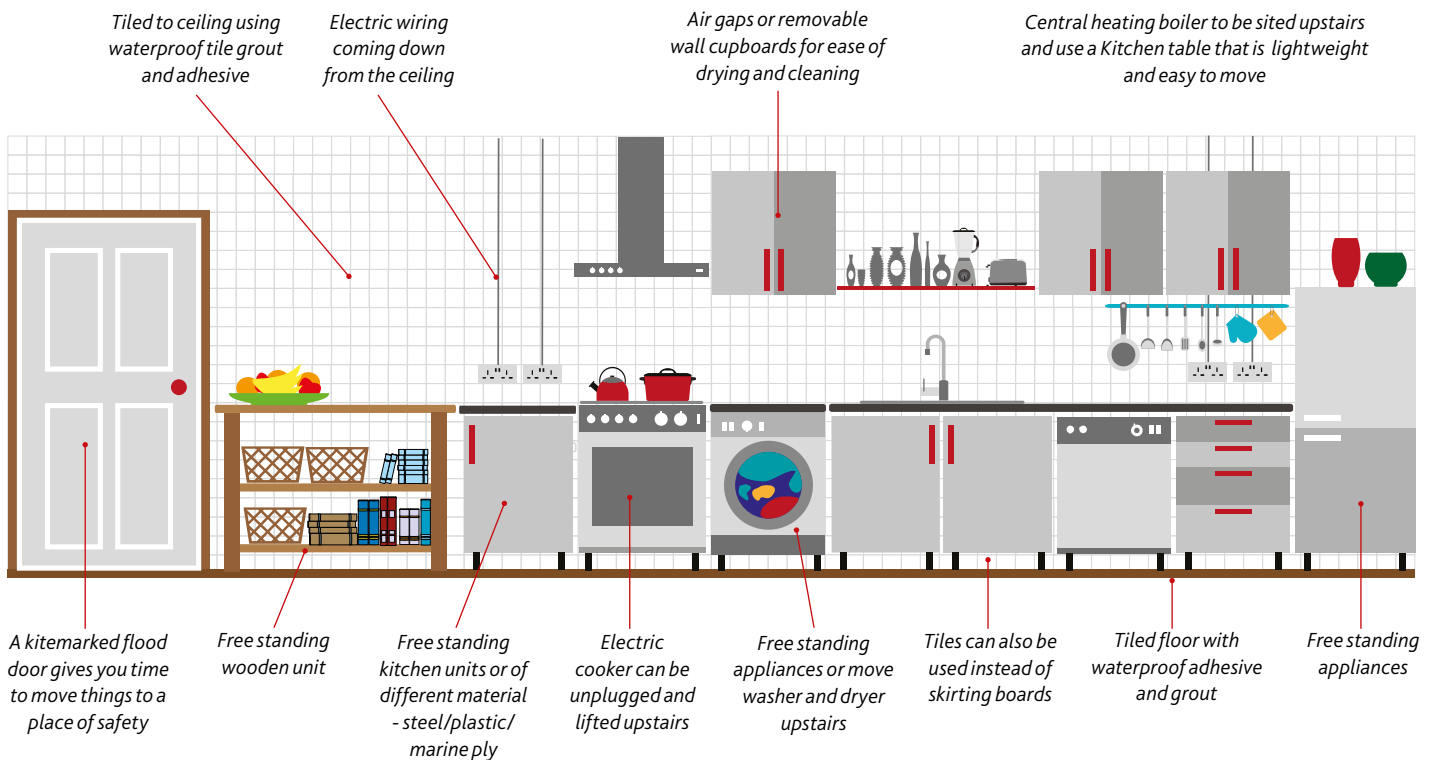 Tiled to ceiling using
waterproof tile grout
and adhesive
Electric wiring
coming down
from the ceiling
Air gaps or removable
wall cupboards for ease of
drying and cleaning
Central heating boiler to be sited upstairs
and use a Kitchen table that is lightweight
and easy to move
A kitemarked flood
door gives you time
to move things to a
place of safety
Free standing
wooden unit
Free standing
kitchen units or of
different material
- steel/plastic/
marine ply
Electric
cooker can be
unplugged and
lifted upstairs
Free standing
appliances or move
washer and dryer
upstairs
Tiles can also be
used instead of
skirting boards
Tiled floor with
waterproof adhesive
and grout
Free standing
appliances